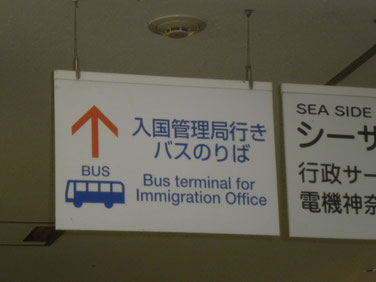 入国管理局行き
バスのりば
BUS
Bus terminal for
Immigration Office
SEA SIDE
シーサ
行政サー
電機神奈